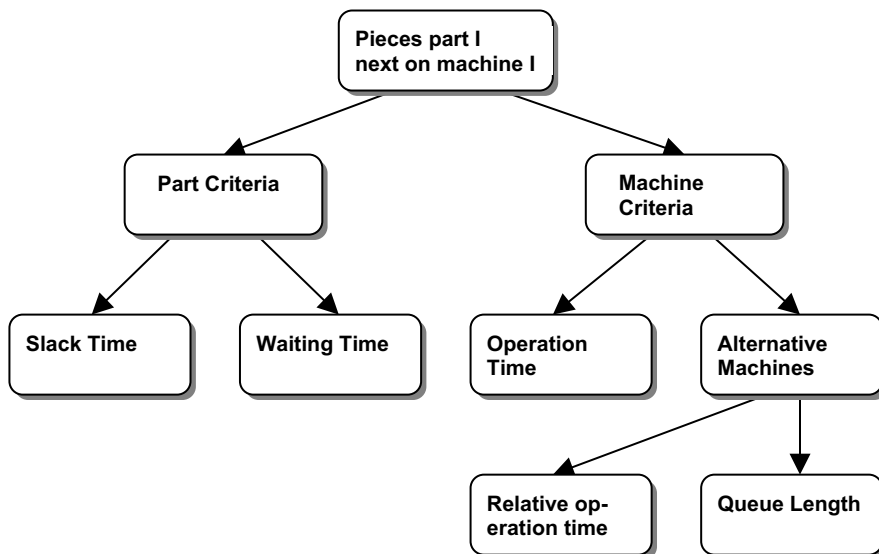 Pieces part I
next on machine I
Part Criteria
Machine
Criteria
Slack Time
Waiting Time
Operation
Time
Alternative
Machines
Relative op-
eration time
Queue Length